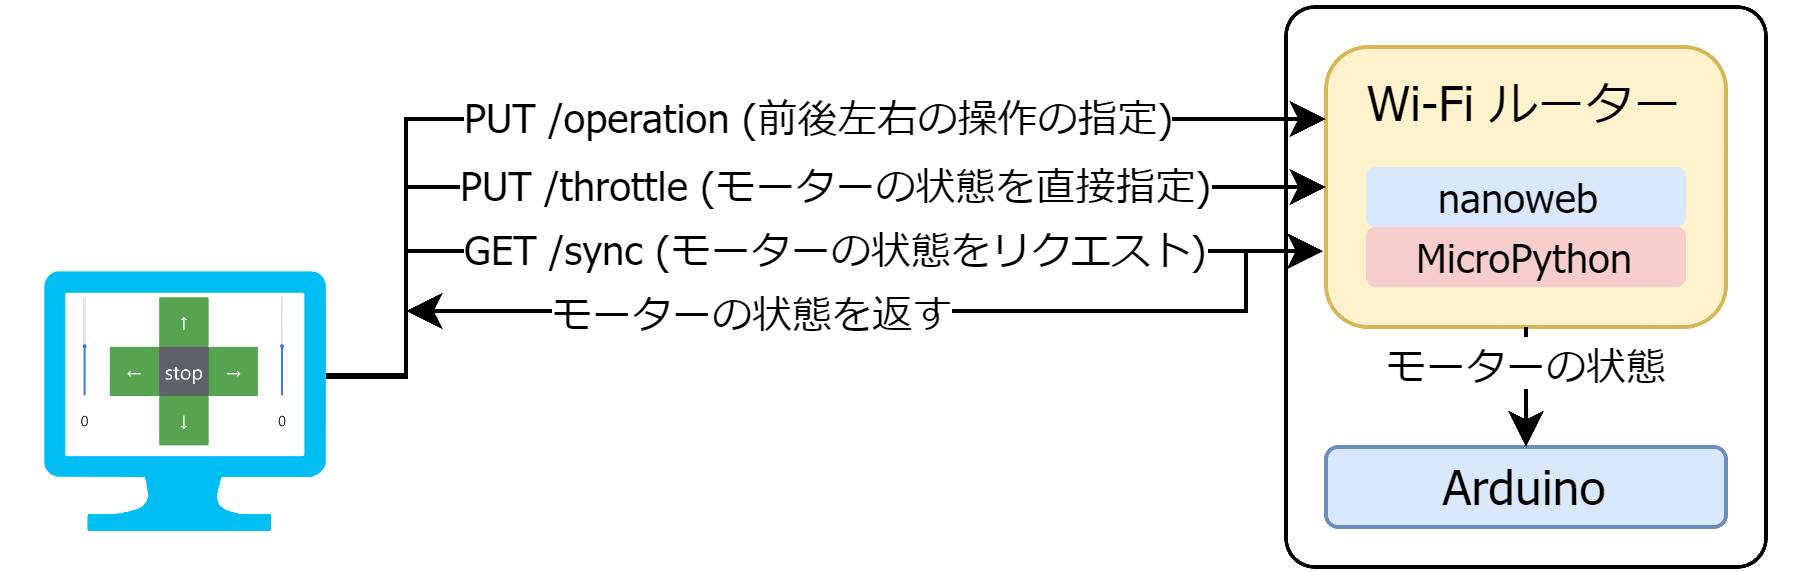 PUT /operation (前後左右の操作の指定)
PUT /throttle (モーターの状態を直接指定)
GET /sync (モーターの状態をリクエスト)
モーターの状態を返す
↑
← stop →
↓
0
0
Wi-Fi ルーター
nanoweb
MicroPython
モーターの状態
Arduino